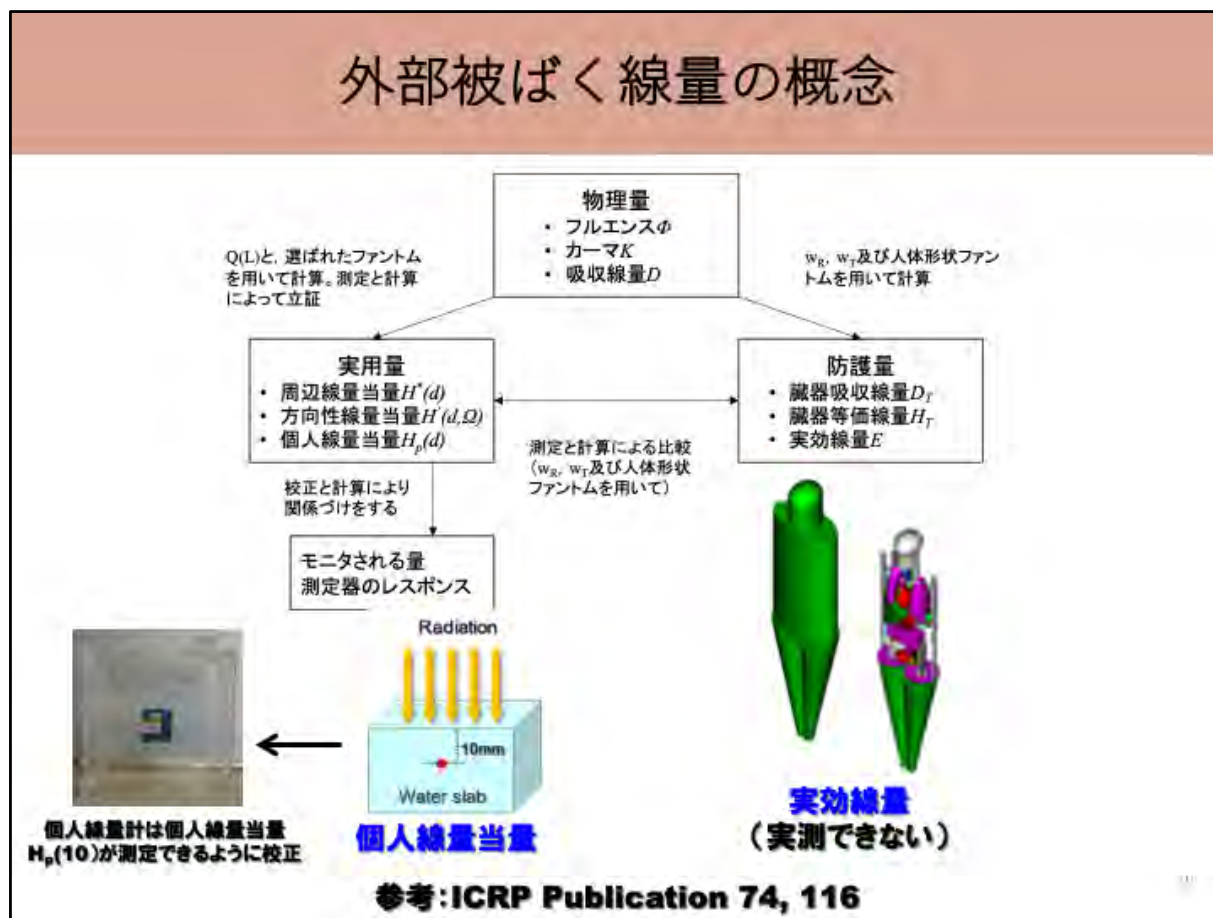 外部被ばく線量の概念
物理量
• フルエンスΦ
• カーマK
• 吸収線量D
Q(L)と, 選ばれたファントム
を用いて計算。測定と計算
によって立証
w_R, w_T及び人体形状ファン
トムを用いて計算
実用量
• 周辺線量当量H*(d)
• 方向性線量当量H'(d,Ω)
• 個人線量当量H_p(d)
防護量
• 臓器吸収線量D_T
• 臓器等価線量H_T
• 実効線量E
測定と計算による比較
(w_R, w_T及び人体形状
ファントムを用いて)
校正と計算により
関係づけをする
モニタされる量
測定器のレスポンス
Radiation
10mm
Water slab
個人線量当量
個人線量計は個人線量当量
H_p(10)が測定できるように校正
実効線量
(実測できない)
参考:ICRP Publication 74, 116